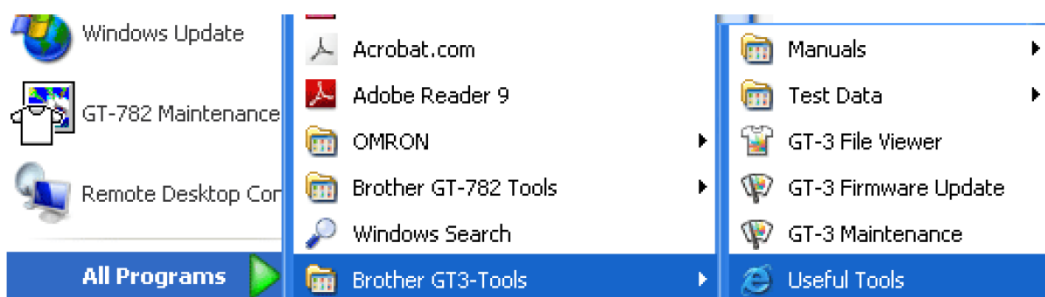 Windows Update
GT-782 Maintenance
Remote Desktop Con
All Programs
Acrobat.com
Adobe Reader 9
OMRON
Brother GT-782 Tools
Windows Search
Brother GT3-Tools
Manuals
Test Data
GT-3 File Viewer
GT-3 Firmware Update
GT-3 Maintenance
Useful Tools